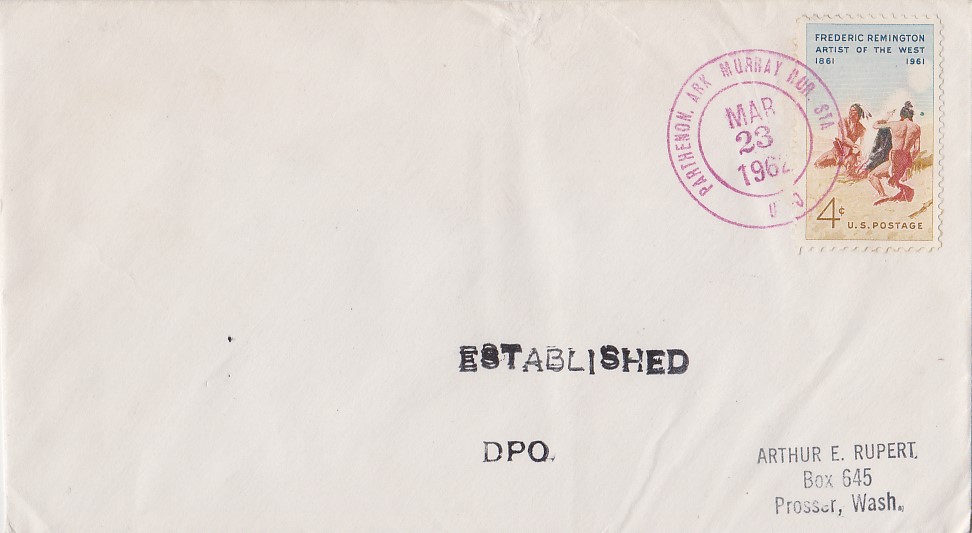 FREDERIC REMINGTON
ARTIST OF THE WEST
1861 1961
4¢ U.S. POSTAGE
PARTHENON, ARK MURRAY RUR. STA
MAR
23
1962
ESTABLISHED
DPO.
ARTHUR E. RUPERT.
Box 645
Prosser, Wash.